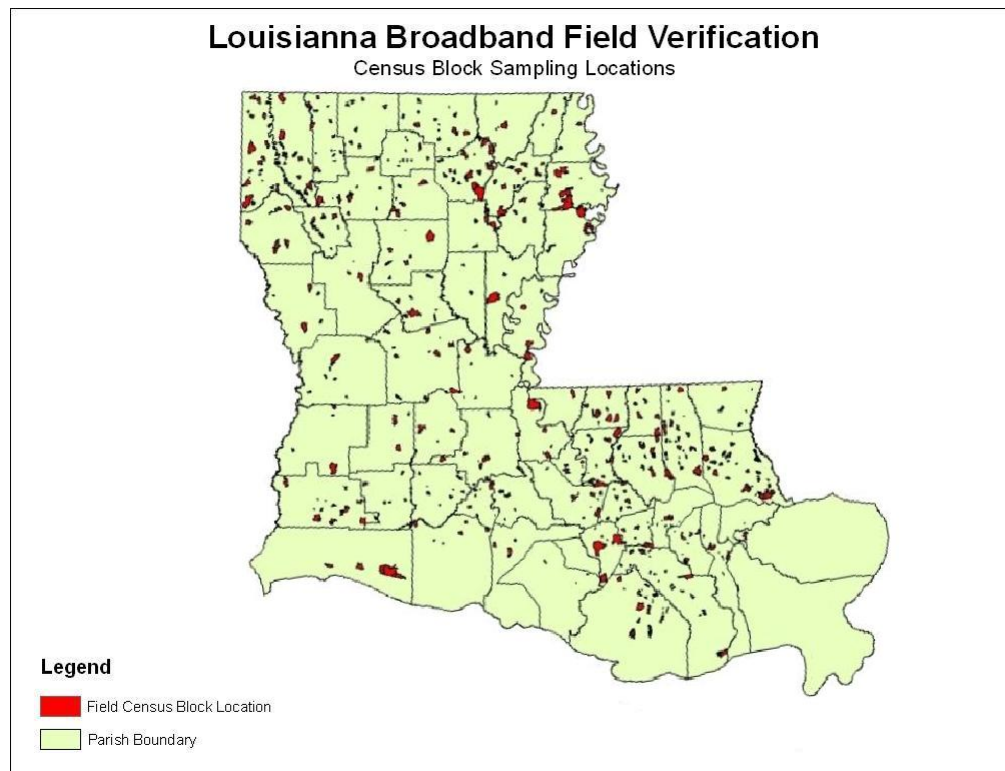 Louisianna Broadband Field Verification
Census Block Sampling Locations
Legend
Field Census Block Location
Parish Boundary